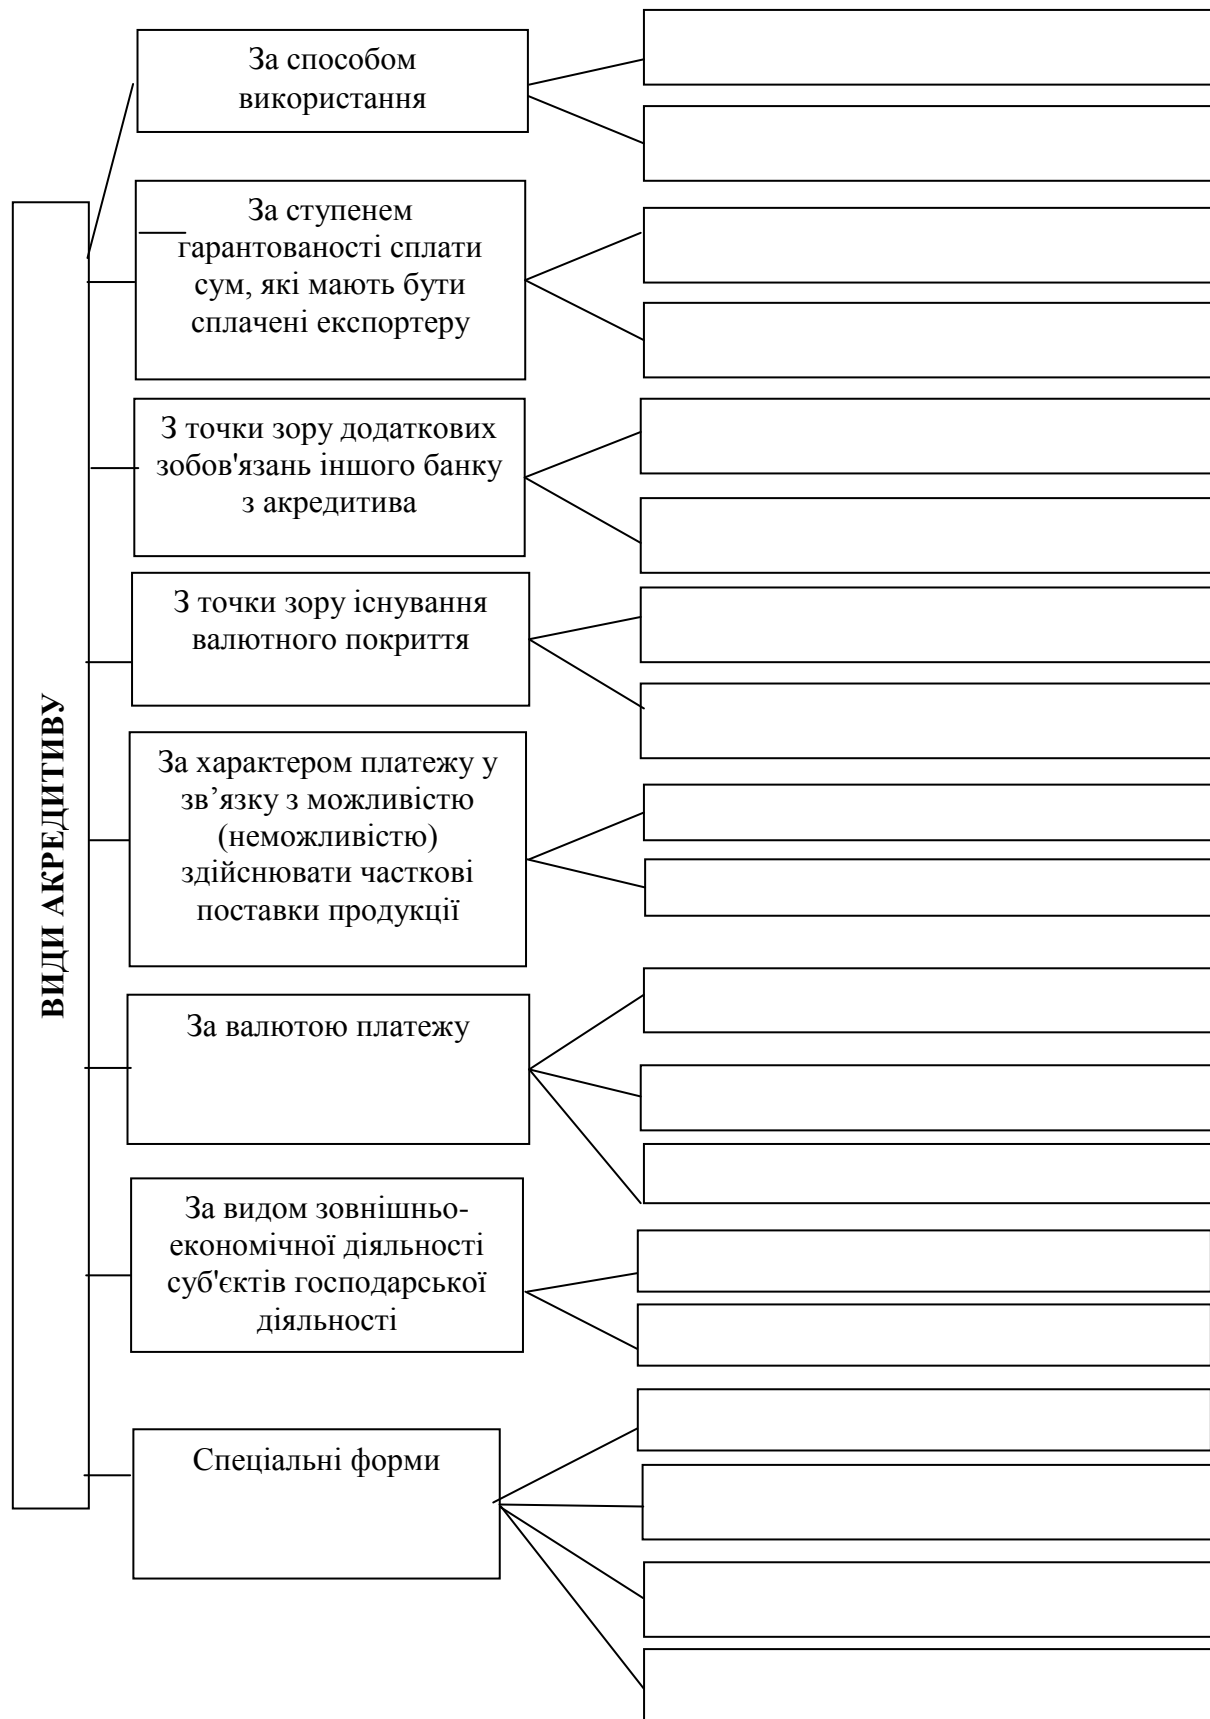 ВИДИ АКРЕДИТИВУ
За способом
використання
За ступенем
гарантованості сплати
сум, які мають бути
сплачені експортеру
З точки зору додаткових
зобов'язань іншого банку
з акредитива
З точки зору існування
валютного покриття
За характером платежу у
зв’язку з можливістю
(неможливістю)
здійснювати часткові
поставки продукції
За валютою платежу
За видом зовнішньо-
економічної діяльності
суб'єктів господарської
діяльності
Спеціальні форми